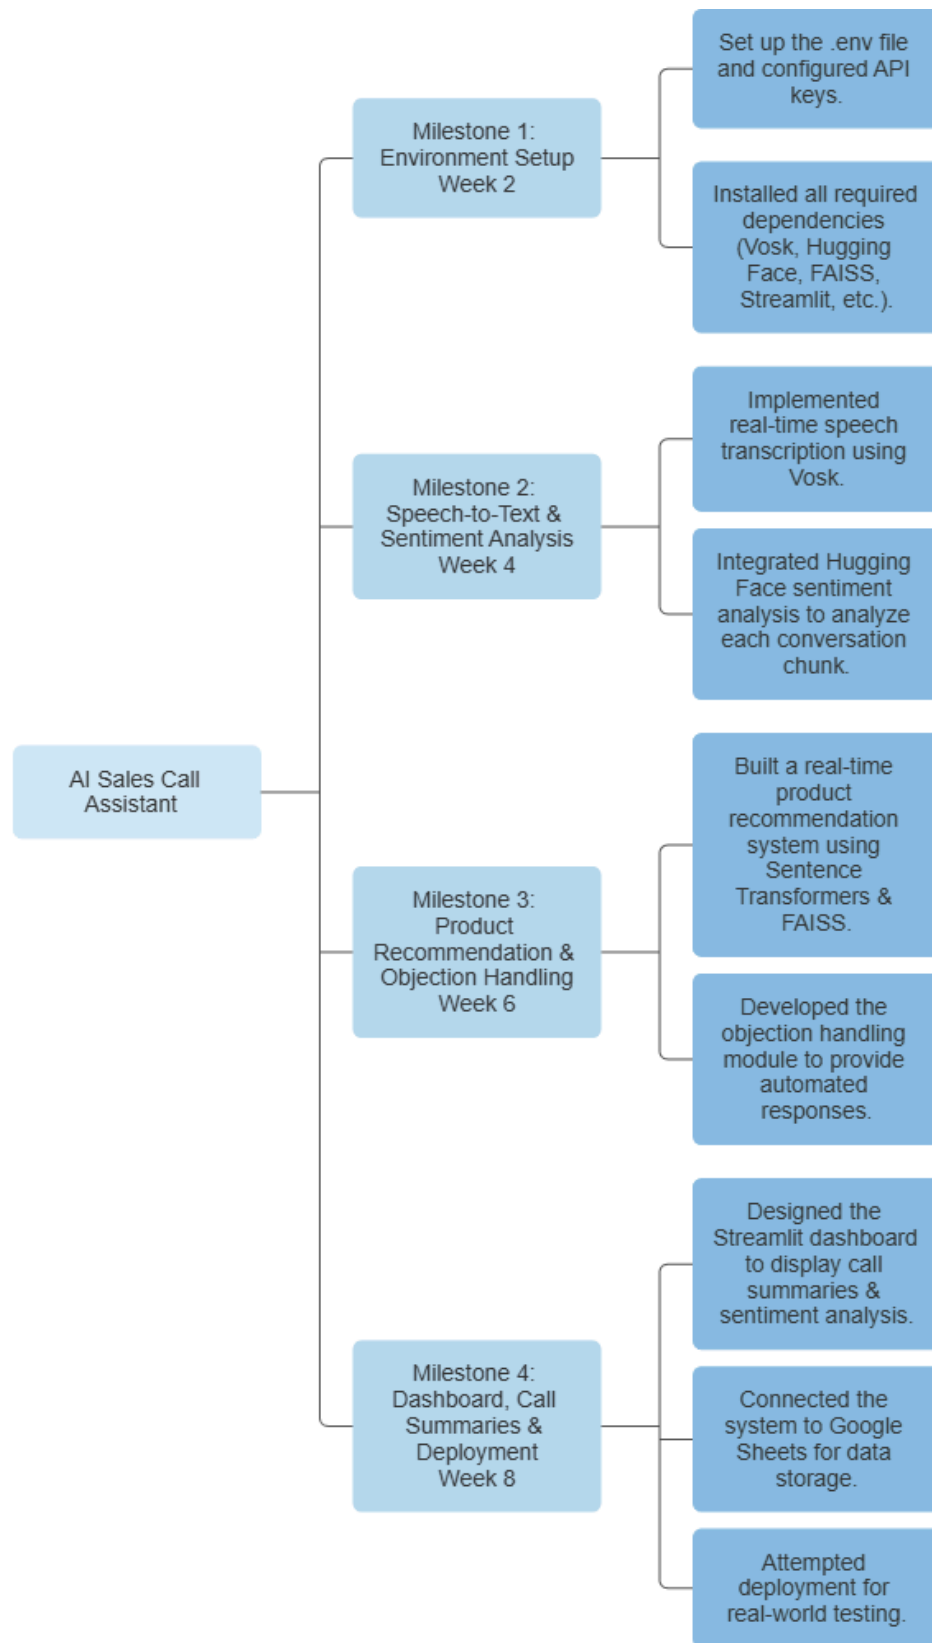 AI Sales Call
Assistant
Milestone 1:
Environment Setup
Week 2
Set up the .env file
and configured API
keys.
Installed all required
dependencies
(Vosk, Hugging
Face, FAISS,
Streamlit, etc.).
Milestone 2:
Speech-to-Text &
Sentiment Analysis
Week 4
Implemented
real-time speech
transcription using
Vosk.
Integrated Hugging
Face sentiment
analysis to analyze
each conversation
chunk.
Milestone 3:
Product
Recommendation &
Objection Handling
Week 6
Built a real-time
product
recommendation
system using
Sentence
Transformers &
FAISS.
Developed the
objection handling
module to provide
automated
responses.
Milestone 4:
Dashboard, Call
Summaries &
Deployment
Week 8
Designed the
Streamlit dashboard
to display call
summaries &
sentiment analysis.
Connected the
system to Google
Sheets for data
storage.
Attempted
deployment for
real-world testing.